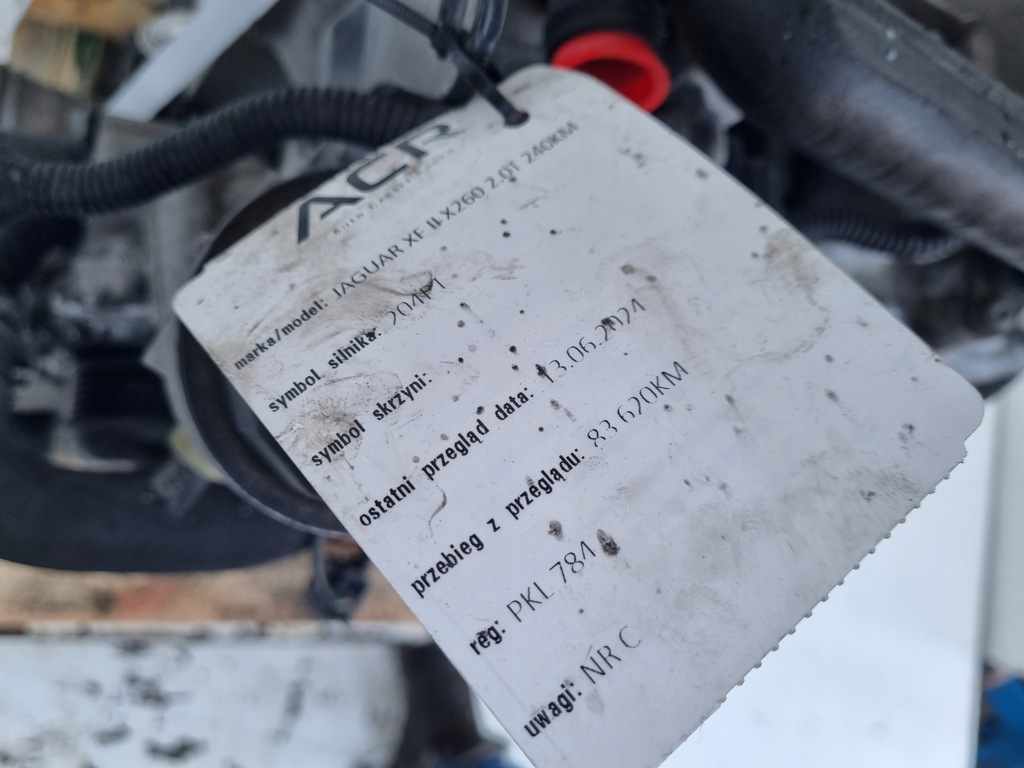 ACR
marka/model: JAGUAR XF II X260 2.0T 240KM
symbol silnika: 204PT
symbol skrzyni:
ostatni przegląd data: 13.06.2024
przebieg z przeglądu: 83 620KM
reg: PKL 784
uwagi: NR C